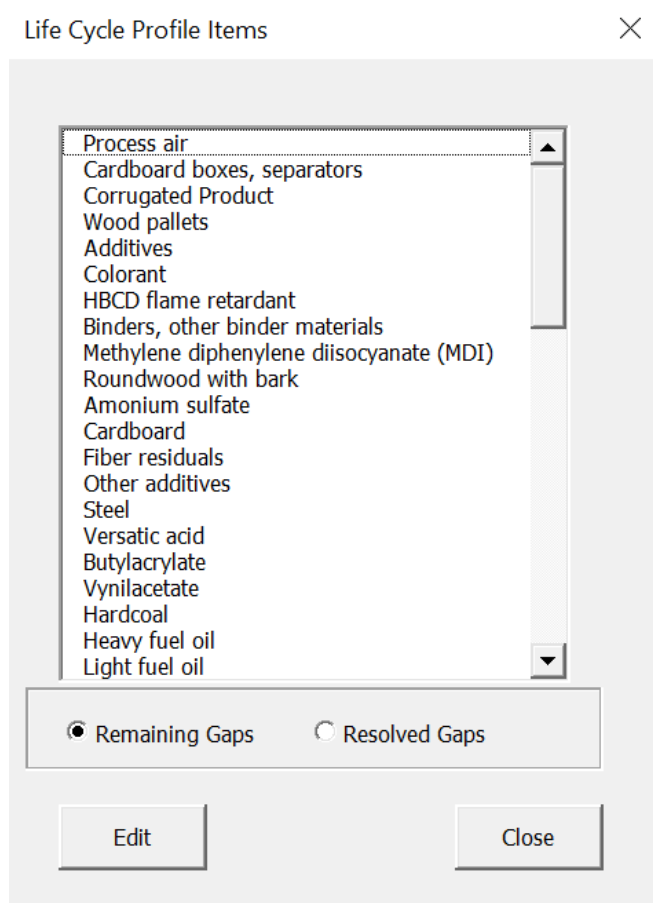 Life Cycle Profile Items
Process air
Cardboard boxes, separators
Corrugated Product
Wood pallets
Additives
Colorant
HBCD flame retardant
Binders, other binder materials
Methylene diphenylene diisocyanate (MDI)
Roundwood with bark
Amonium sulfate
Cardboard
Fiber residuals
Other additives
Steel
Versatic acid
Butylacrylate
Vynilacetate
Hardcoal
Heavy fuel oil
Light fuel oil
Remaining Gaps Resolved Gaps
Edit Close